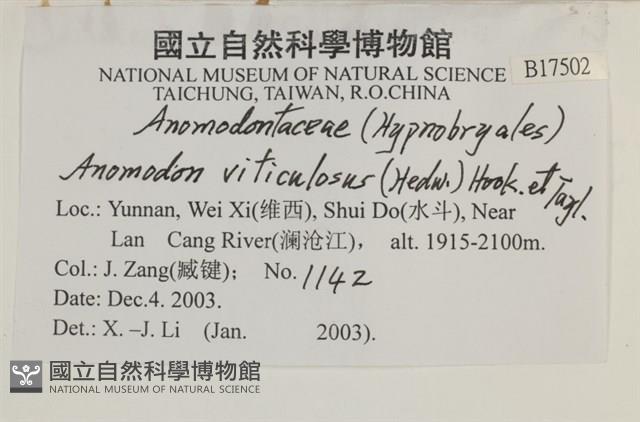 國立自然科學博物館
NATIONAL MUSEUM OF NATURAL SCIENCE
B17502
TAICHUNG, TAIWAN, R.O.CHINA
Anomodontaceae (Hypnobryales)
Anomodon viticulosus (Hedw.) Hook. et Tayl.
Loc.: Yunnan, Wei Xi(维西), Shui Do(水斗), Near
Lan Cang River(澜沧江), alt. 1915-2100m.
Col.: J. Zang(臧键); No. 1142
Date: Dec.4. 2003.
Det.: X. –J. Li (Jan. 2003).
國立自然科學博物館
NATIONAL MUSEUM OF NATURAL SCIENCE